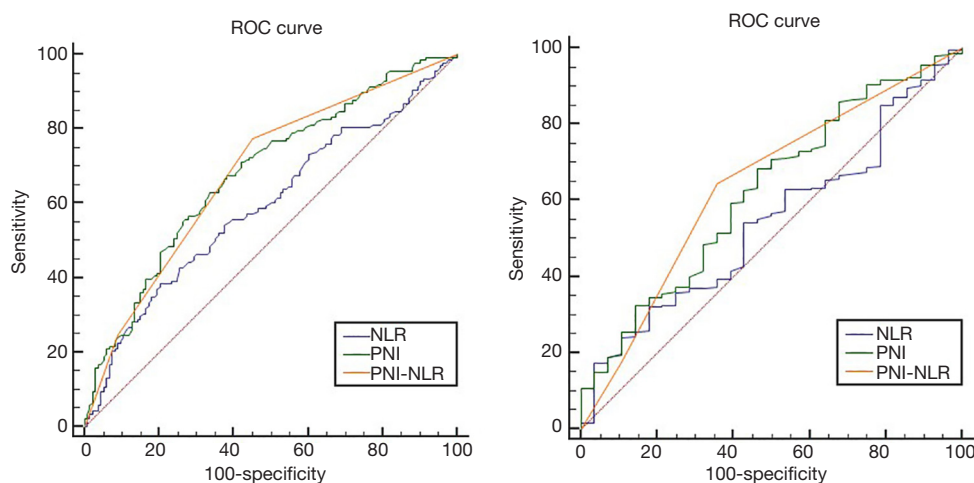 ROC curve
Sensitivity
100
80
60
40
20
0
NLR
PNI
PNI-NLR
0 20 40 60 80 100
100-specificity
ROC curve
Sensitivity
100
80
60
40
20
0
NLR
PNI
PNI-NLR
0 20 40 60 80 100
100-specificity